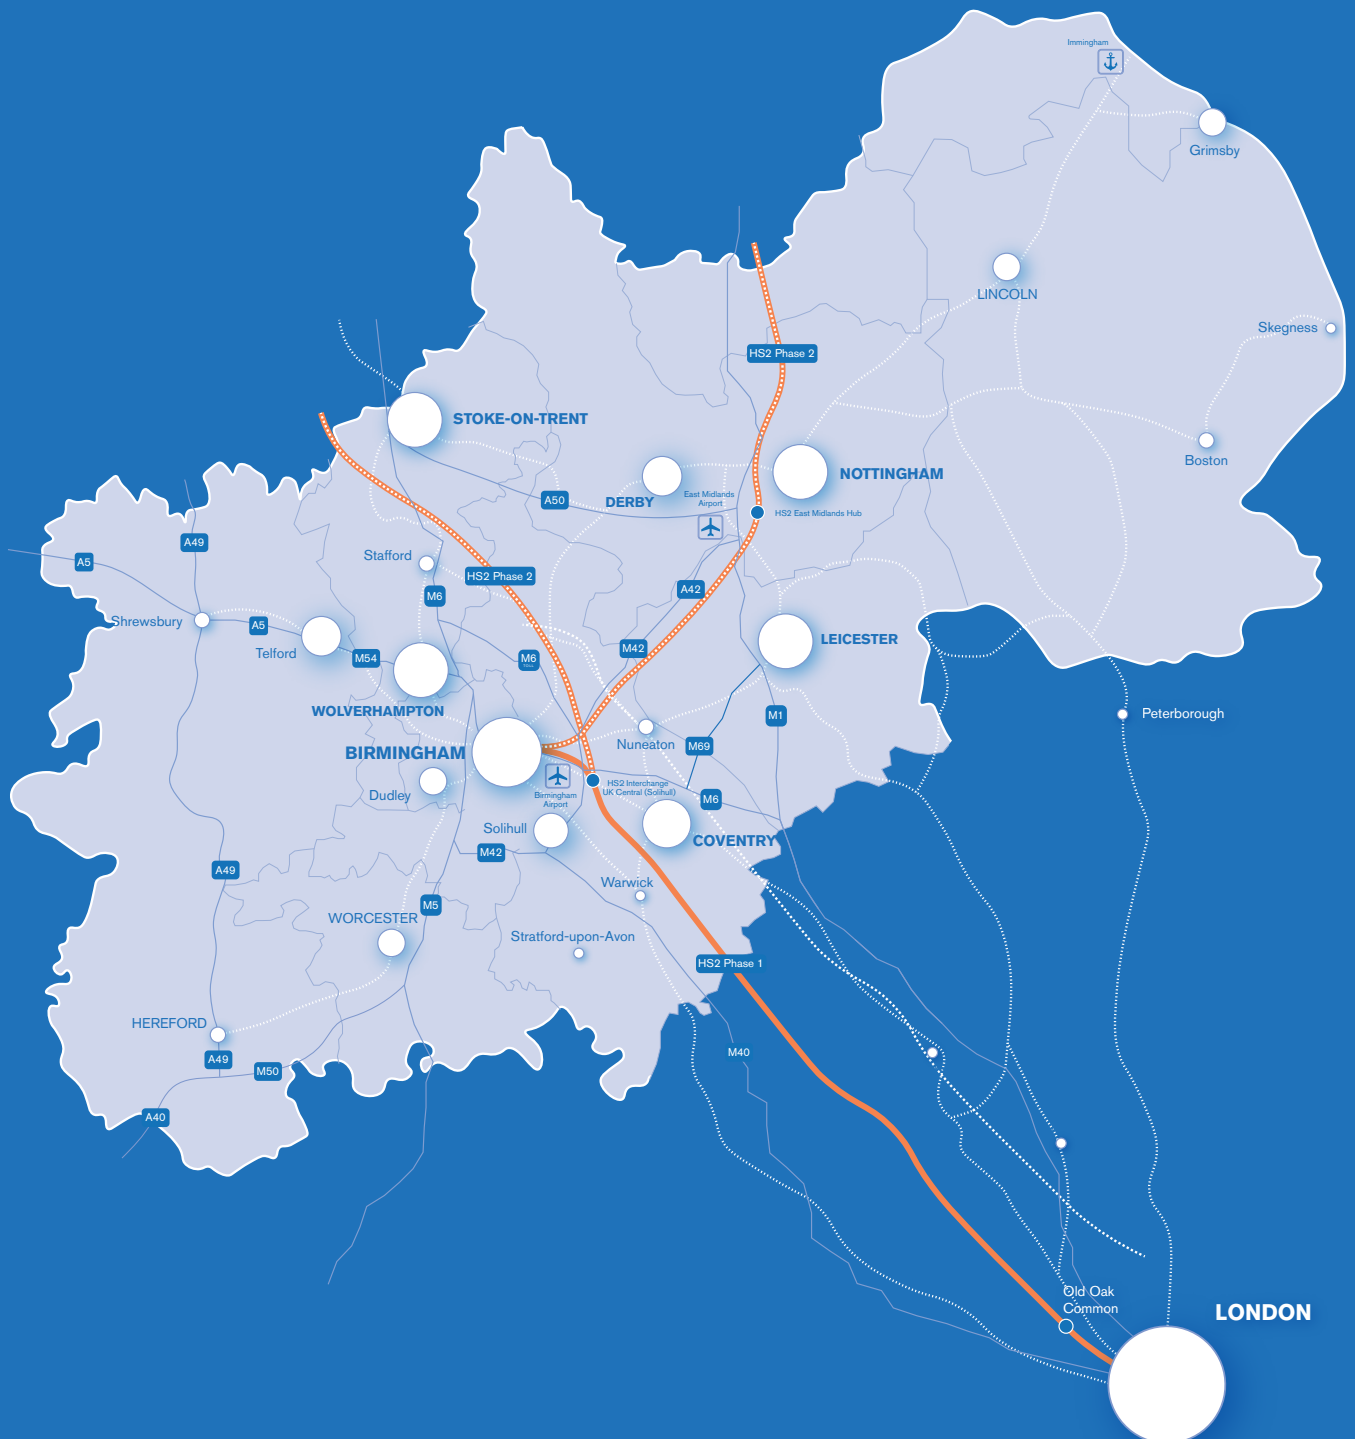 Immingham
Grimsby
LINCOLN
Skegness
HS2 Phase 2
STOKE-ON-TRENT
Boston
NOTTINGHAM
DERBY
East Midlands
Airport
A50
HS2 East Midlands Hub
A49
Stafford
A5
HS2 Phase 2
A42
M6
Shrewsbury
A5
Telford
M54
M6
TOLL
M42
LEICESTER
WOLVERHAMPTON
M1
Peterborough
Nuneaton
M69
BIRMINGHAM
Dudley
Birmingham
Airport
HS2 Interchange
UK Central (Solihull)
M6
Solihull
COVENTRY
M42
A49
Warwick
M5
WORCESTER
Stratford-upon-Avon
HS2 Phase 1
HEREFORD
A49
M50
M40
A40
Old Oak
Common
LONDON